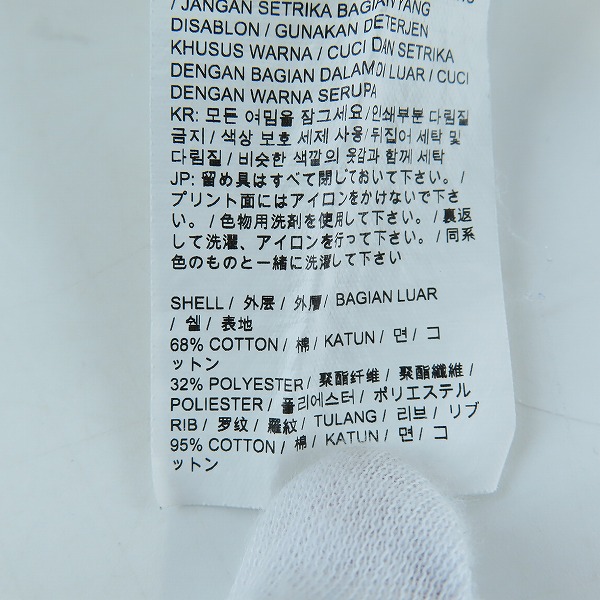 / JANGAN SETRIKA BAGIAN YANG
DISABLON / GUNAKAN DETERJEN
KHUSUS WARNA / CUCI DAN SETRIKA
DENGAN BAGIAN DALAM DI LUAR / CUCI
DENGAN WARNA SERUPA
KR: 모든 여밈을 잠그세요 / 인쇄부분 다림질
금지 / 색상 보호 세제 사용 / 뒤집어 세탁 및
다림질 / 비슷한 색깔의 옷감과 함께 세탁
JP: 留め具はすべて閉じておいて下さい。 /
プリント面にはアイロンをかけないで下さ
い。 / 色物用洗剤を使用して下さい。 / 裏返
して洗濯、アイロンを行って下さい。 / 同系
色のものと一緒に洗濯して下さい
SHELL / 外层 / 外層 / BAGIAN LUAR
/ 쉘 / 表地
68% COTTON / 棉 / KATUN / 면 / コ
ットン
32% POLYESTER / 聚酯纤维 / 聚酯纖維 /
POLIESTER / 폴리에스터 / ポリエステル
RIB / 罗纹 / 羅紋 / TULANG / 리브 / リブ
95% COTTON / 棉 / KATUN / 면 / コ
ットン